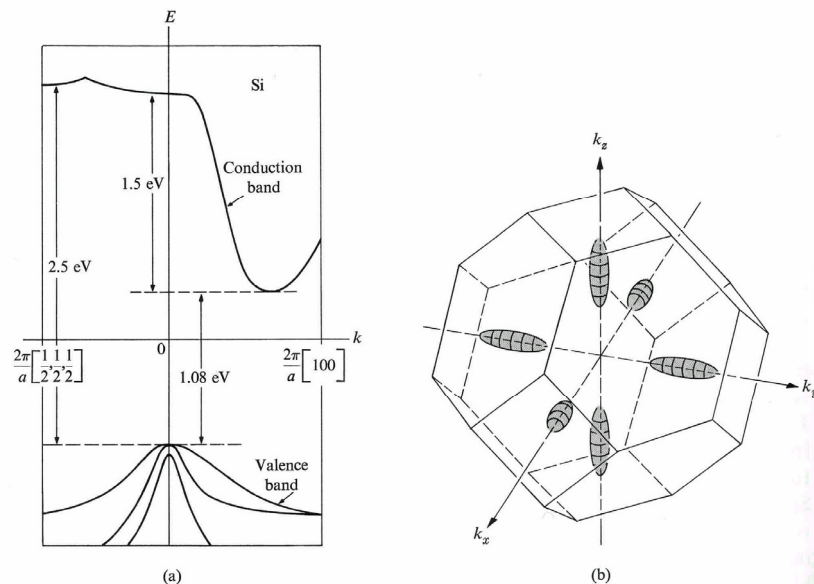 E
Si
1.5 eV
Conduction
band
2.5 eV
0
k
2π/a [1/2, 1/2, 1/2]
2π/a [100]
1.08 eV
Valence
band
(a)
k_z
k_x
(b)